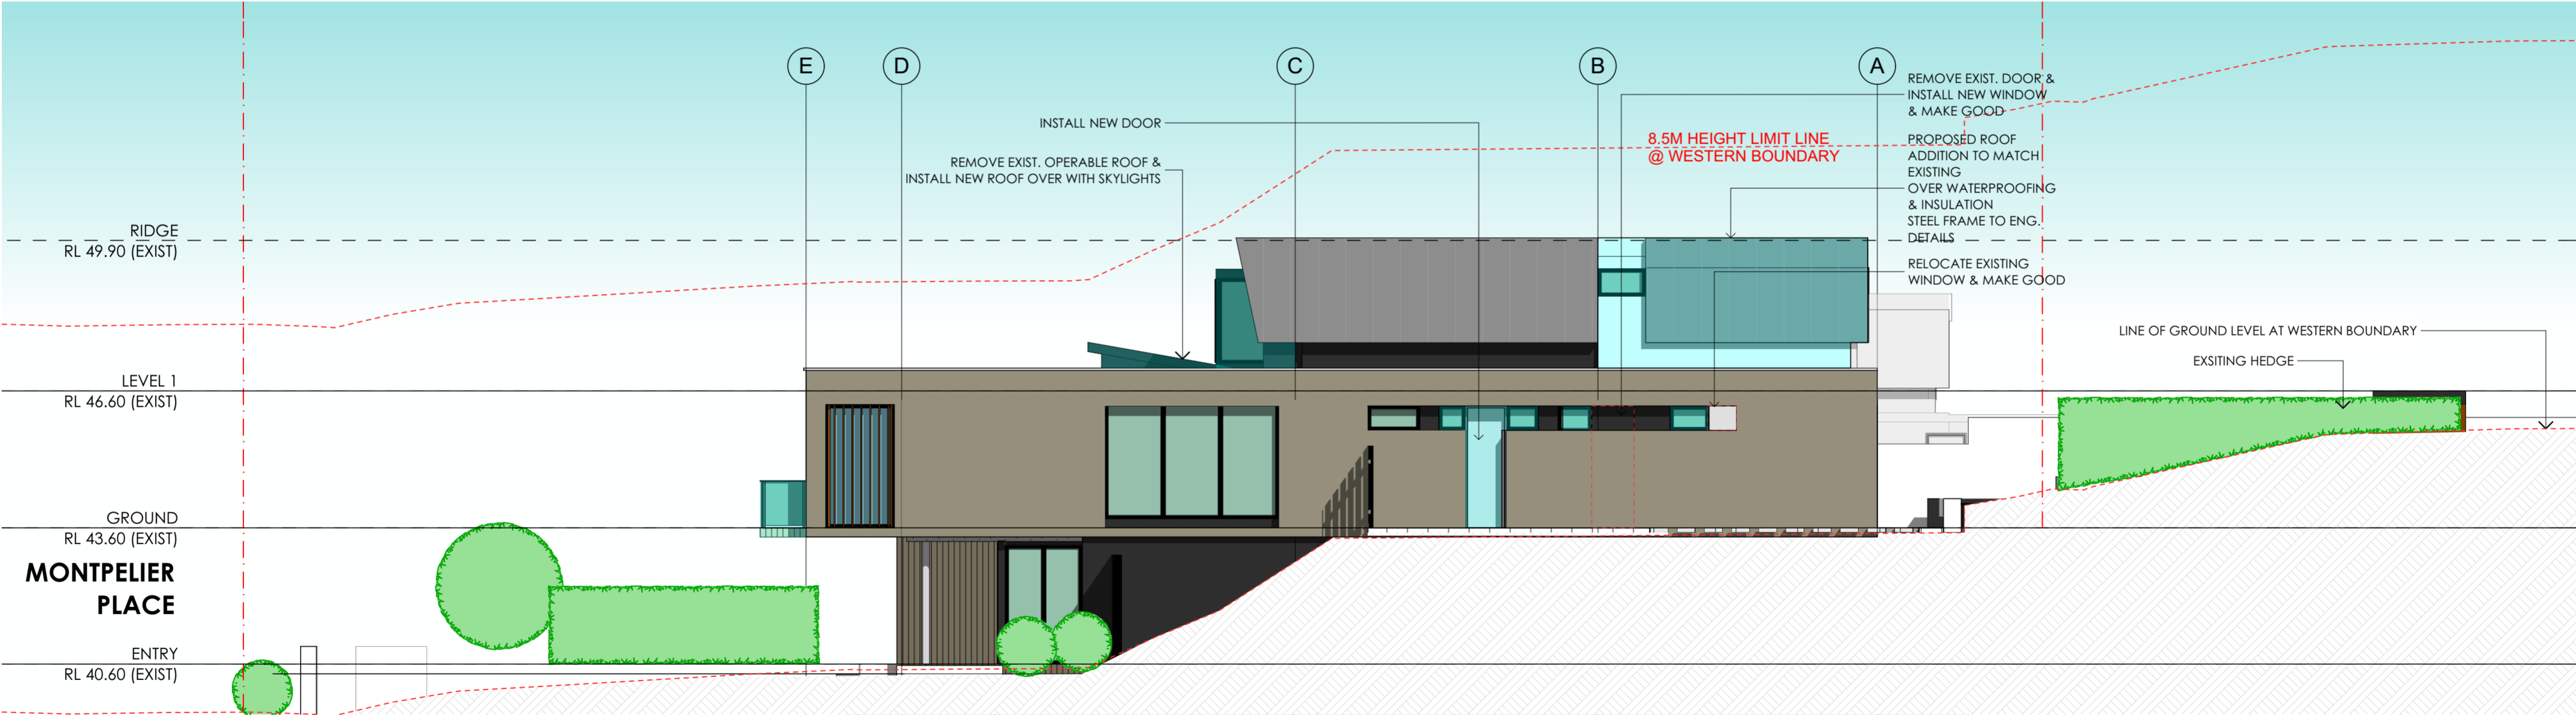 E
D
C
B
A
REMOVE EXIST. DOOR &
INSTALL NEW WINDOW
& MAKE GOOD
INSTALL NEW DOOR
8.5M HEIGHT LIMIT LINE
@ WESTERN BOUNDARY
PROPOSED ROOF
ADDITION TO MATCH
EXISTING
OVER WATERPROOFING
& INSULATION
STEEL FRAME TO ENG.
DETAILS
REMOVE EXIST. OPERABLE ROOF &
INSTALL NEW ROOF OVER WITH SKYLIGHTS
RIDGE
RL 49.90 (EXIST)
RELOCATE EXISTING
WINDOW & MAKE GOOD
LINE OF GROUND LEVEL AT WESTERN BOUNDARY
EXSITING HEDGE
LEVEL 1
RL 46.60 (EXIST)
GROUND
RL 43.60 (EXIST)
MONTPELIER
PLACE
ENTRY
RL 40.60 (EXIST)